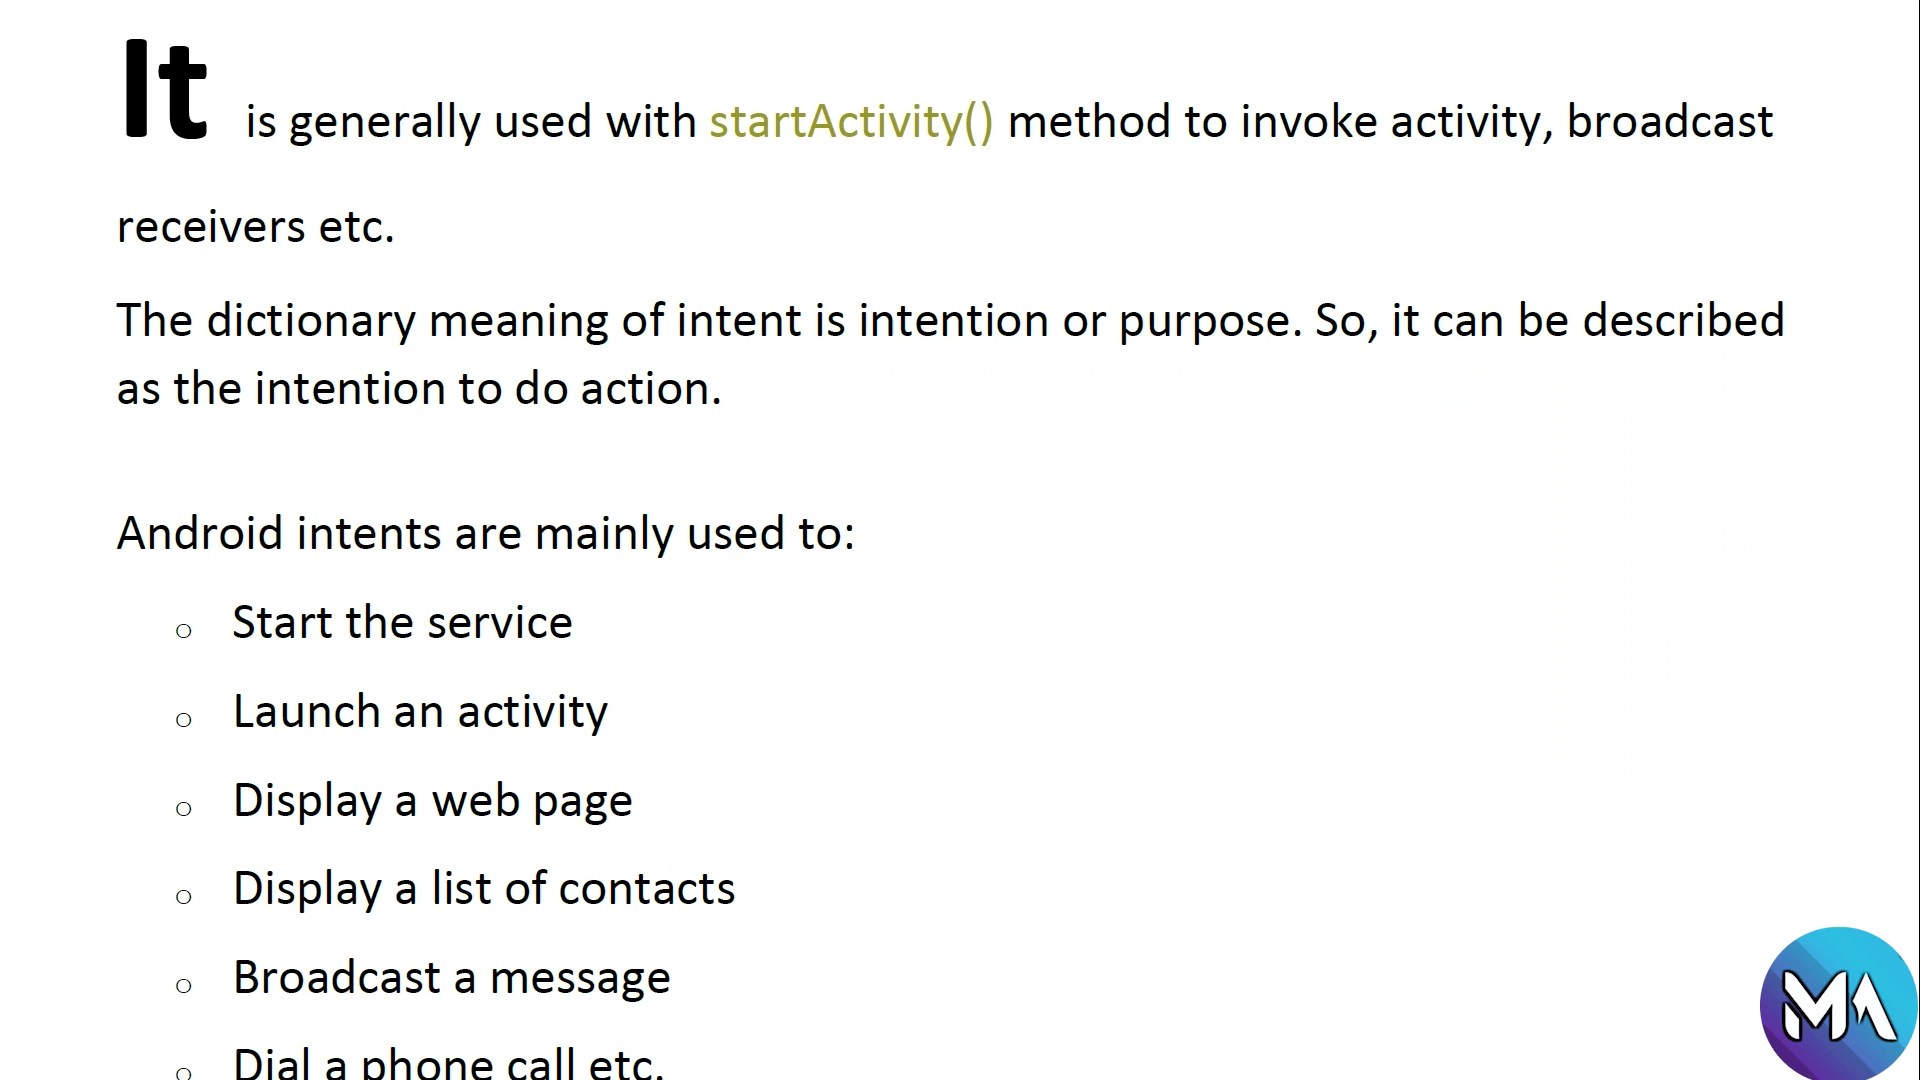 It is generally used with startActivity() method to invoke activity, broadcast
receivers etc.
The dictionary meaning of intent is intention or purpose. So, it can be described
as the intention to do action.
Android intents are mainly used to:
○ Start the service
○ Launch an activity
○ Display a web page
○ Display a list of contacts
○ Broadcast a message
○ Dial a phone call etc.
MA